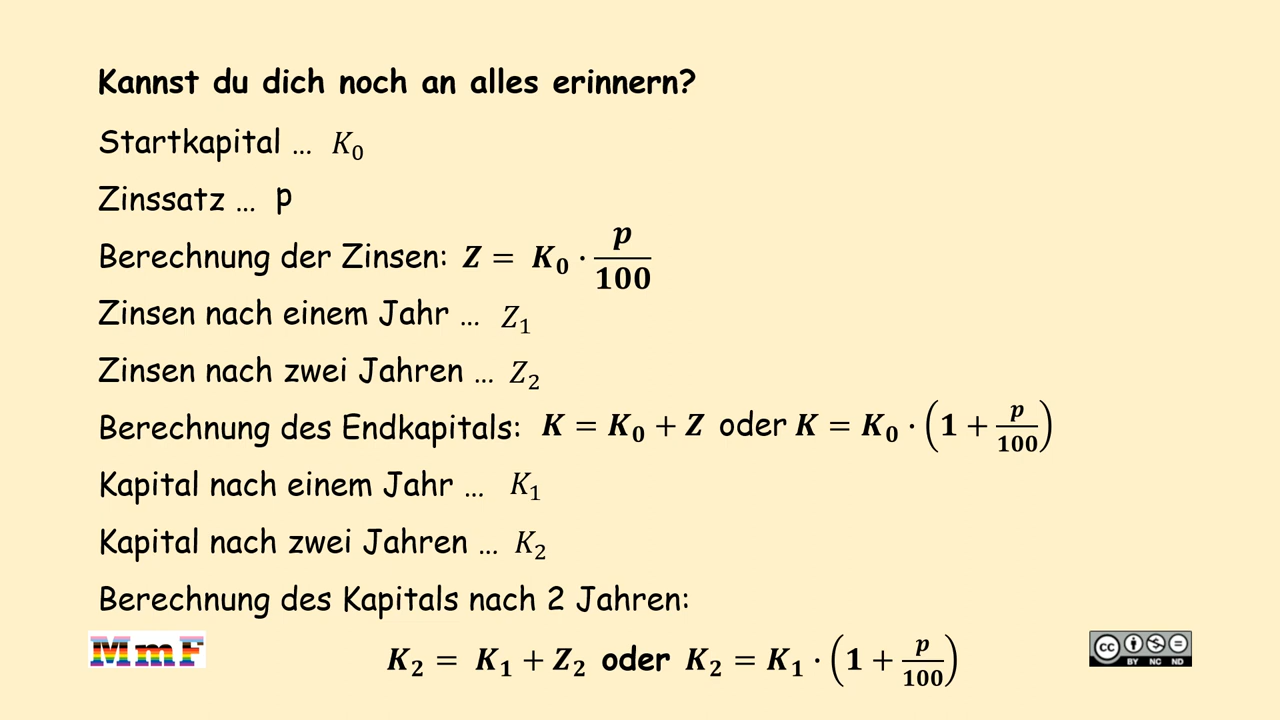 Kannst du dich noch an alles erinnern?
Startkapital … K₀
Zinssatz … p
Berechnung der Zinsen: Z = K₀ · p/100
Zinsen nach einem Jahr … Z₁
Zinsen nach zwei Jahren … Z₂
Berechnung des Endkapitals: K = K₀ + Z oder K = K₀ · (1 + p/100)
Kapital nach einem Jahr … K₁
Kapital nach zwei Jahren … K₂
Berechnung des Kapitals nach 2 Jahren:
K₂ = K₁ + Z₂ oder K₂ = K₁ · (1 + p/100)
MmF
cc BY NC ND